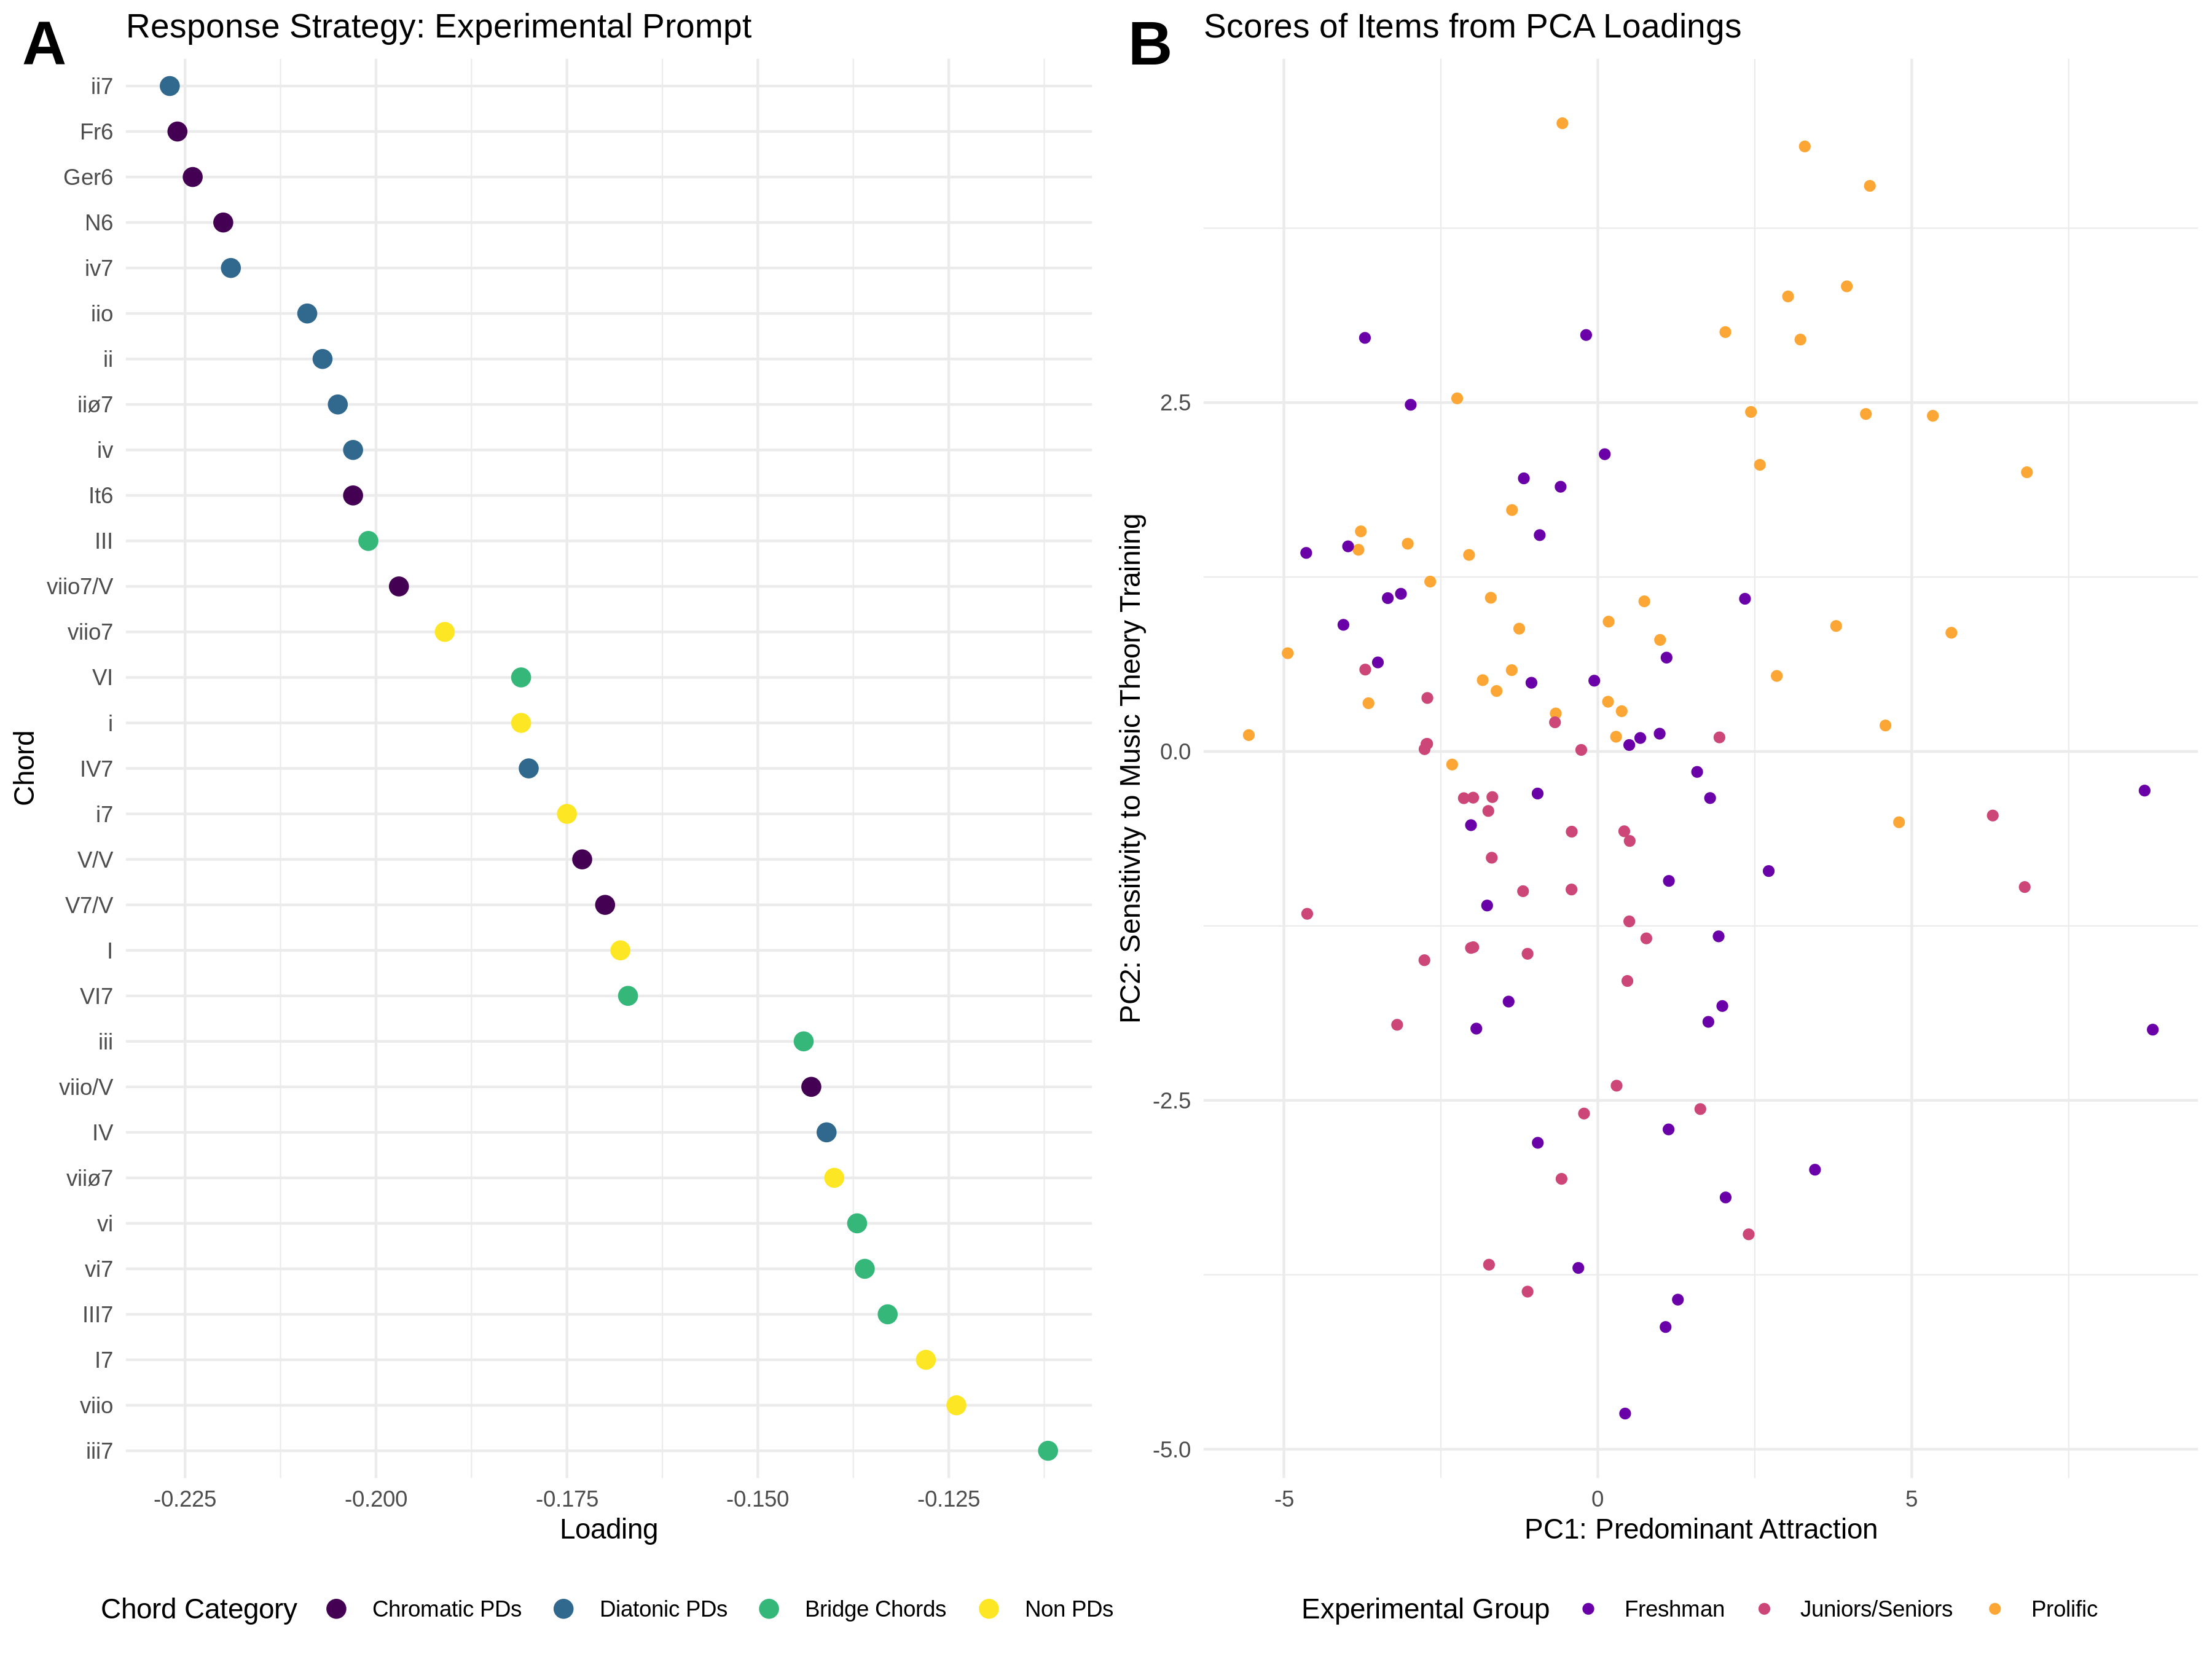 A
Response Strategy: Experimental Prompt
Chord
ii7
Fr6
Ger6
N6
iv7
iio
ii
iiø7
iv
It6
III
viio7/V
viio7
VI
i
IV7
i7
V/V
V7/V
I
VI7
iii
viio/V
IV
viiø7
vi
vi7
III7
I7
viio
iii7
-0.225 -0.200 -0.175 -0.150 -0.125
Loading
Chord Category Chromatic PDs Diatonic PDs Bridge Chords Non PDs
B
Scores of Items from PCA Loadings
PC2: Sensitivity to Music Theory Training
2.5
0.0
-2.5
-5.0
-5 0 5
PC1: Predominant Attraction
Experimental Group Freshman Juniors/Seniors Prolific